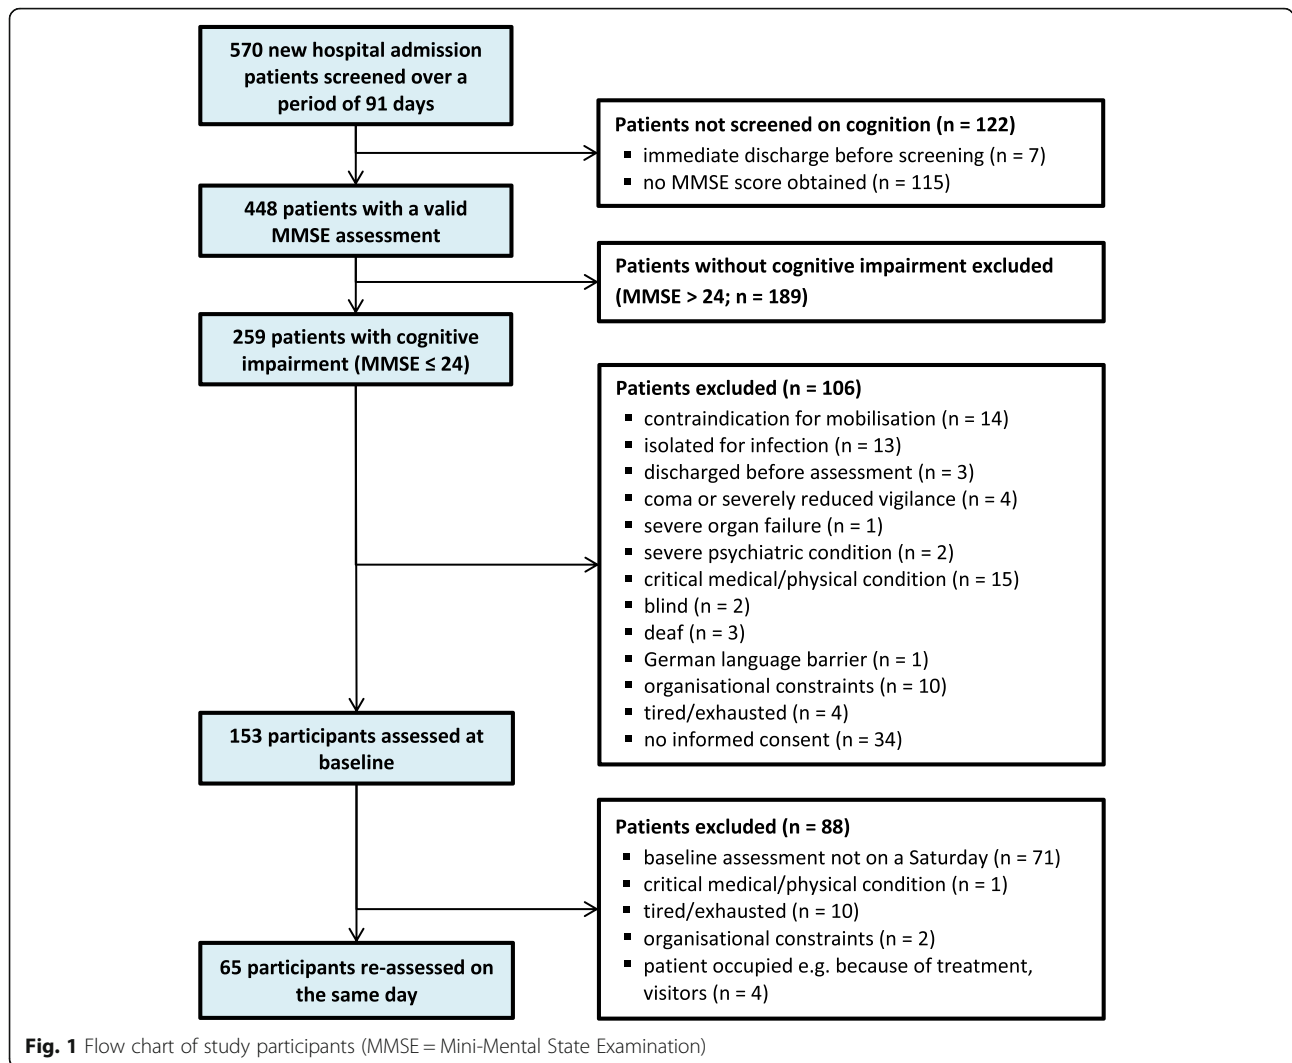 570 new hospital admission
patients screened over a
period of 91 days
Patients not screened on cognition (n = 122)
▪ immediate discharge before screening (n = 7)
▪ no MMSE score obtained (n = 115)
448 patients with a valid
MMSE assessment
Patients without cognitive impairment excluded
(MMSE > 24; n = 189)
259 patients with cognitive
impairment (MMSE ≤ 24)
Patients excluded (n = 106)
▪ contraindication for mobilisation (n = 14)
▪ isolated for infection (n = 13)
▪ discharged before assessment (n = 3)
▪ coma or severely reduced vigilance (n = 4)
▪ severe organ failure (n = 1)
▪ severe psychiatric condition (n = 2)
▪ critical medical/physical condition (n = 15)
▪ blind (n = 2)
▪ deaf (n = 3)
▪ German language barrier (n = 1)
▪ organisational constraints (n = 10)
▪ tired/exhausted (n = 4)
▪ no informed consent (n = 34)
153 participants assessed at
baseline
Patients excluded (n = 88)
▪ baseline assessment not on a Saturday (n = 71)
▪ critical medical/physical condition (n = 1)
▪ tired/exhausted (n = 10)
▪ organisational constraints (n = 2)
▪ patient occupied e.g. because of treatment,
visitors (n = 4)
65 participants re-assessed on
the same day
Fig. 1 Flow chart of study participants (MMSE = Mini-Mental State Examination)